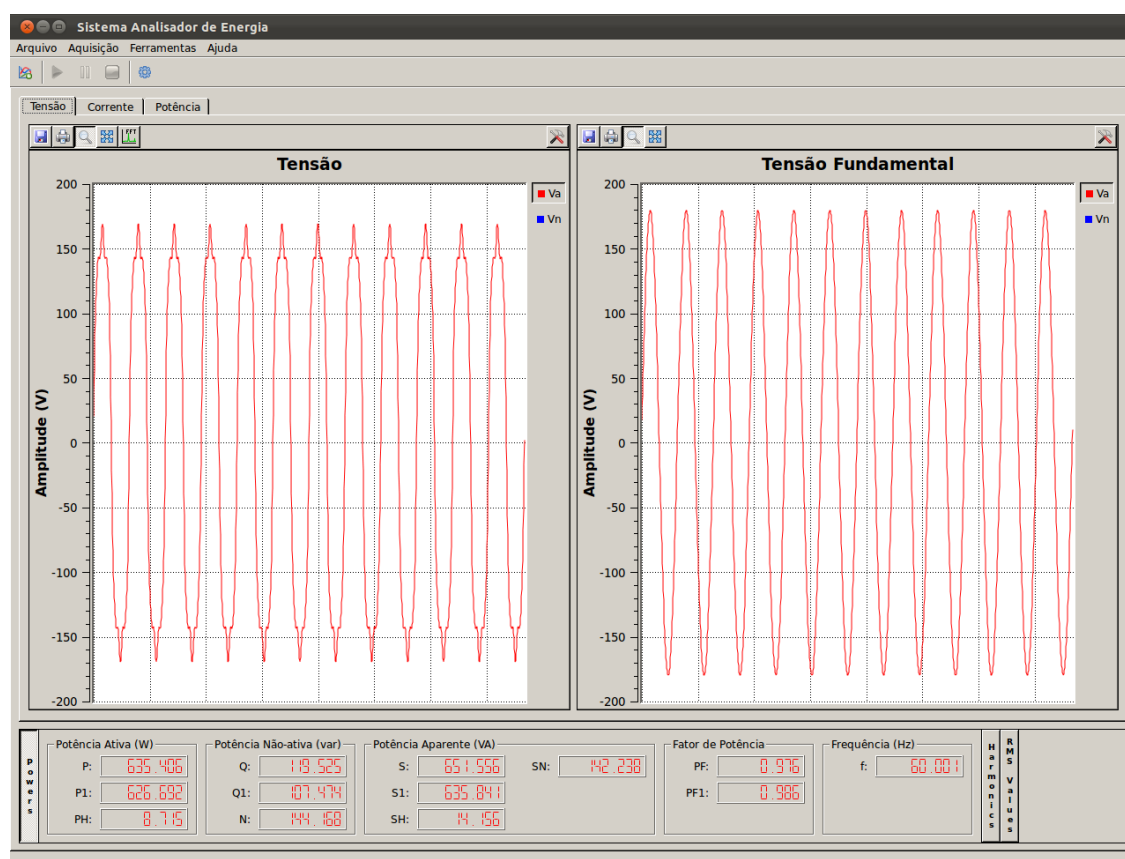 Sistema Analisador de Energia
Arquivo Aquisição Ferramentas Ajuda
Tensão Corrente Potência
FFT
Tensão
Va
Vn
Amplitude (V)
200
150
100
50
0
-50
-100
-150
-200
Tensão Fundamental
Va
Vn
Amplitude (V)
200
150
100
50
0
-50
-100
-150
-200
Powers
Potência Ativa (W)
P: 635.406
P1: 626.692
PH: 8.715
Potência Não-ativa (var)
Q: 119.525
Q1: 107.474
N: 144.168
Potência Aparente (VA)
S: 651.556 SN: 142.238
S1: 635.841
SH: 14.156
Fator de Potência
PF: 0.976
PF1: 0.986
Frequência (Hz)
f: 60.001
Harmonics
RMS Values